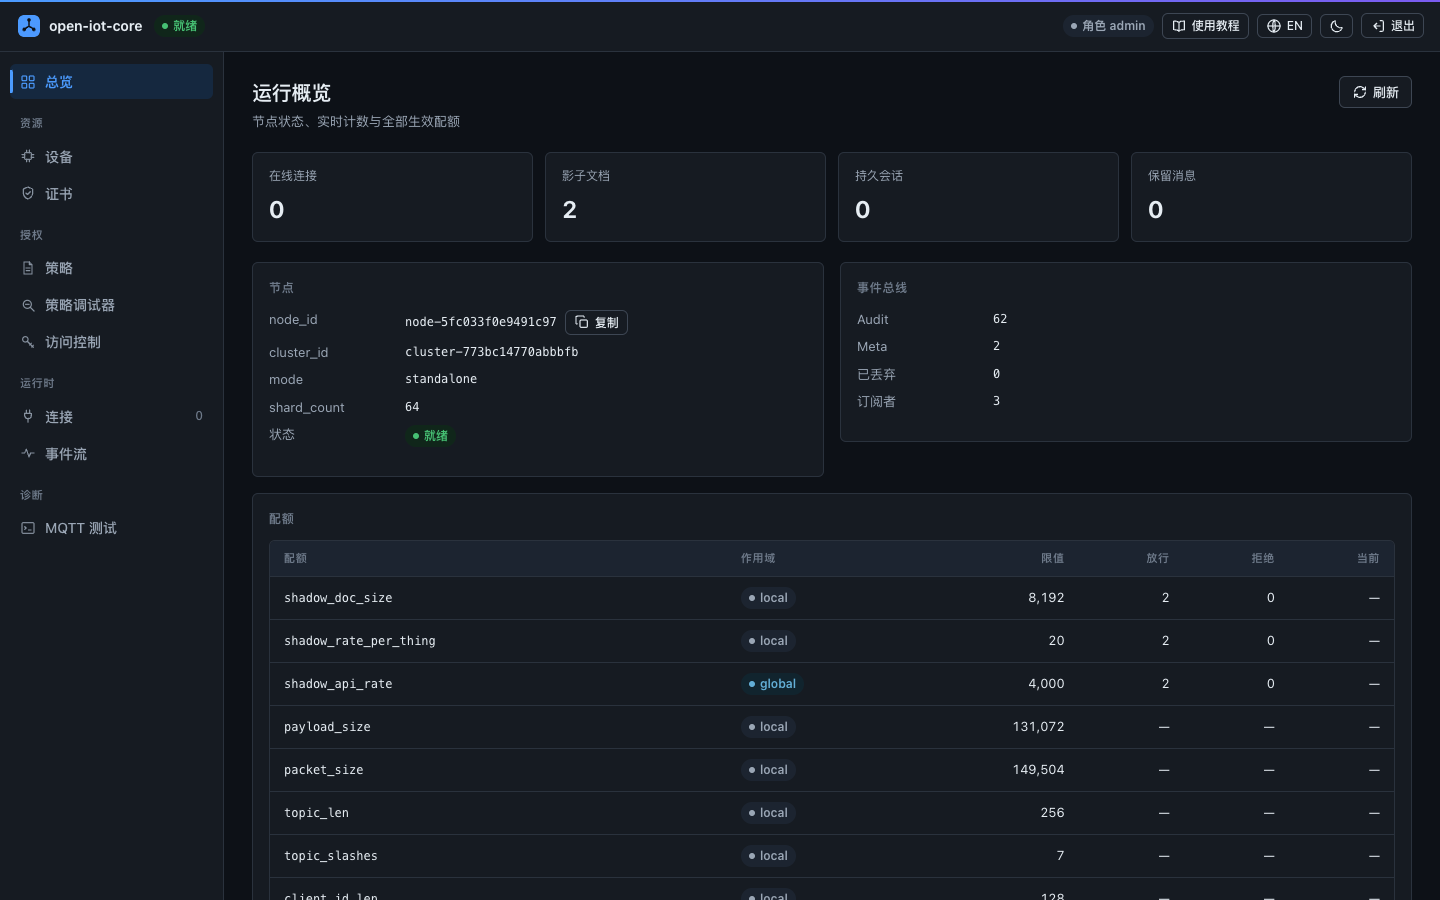 open-iot-core 就绪 角色 admin 使用教程 EN 退出
总览
资源
设备
证书
授权
策略
策略调试器
访问控制
运行时
连接 0
事件流
诊断
MQTT 测试
运行概览 刷新
节点状态、实时计数与全部生效配额
在线连接 影子文档 持久会话 保留消息
0 2 0 0
节点
node_id node-5fc033f0e9491c97 复制
cluster_id cluster-773bc14770abbbfb
mode standalone
shard_count 64
状态 就绪
事件总线
Audit 62
Meta 2
已丢弃 0
订阅者 3
配额
配额 作用域 限值 放行 拒绝 当前
shadow_doc_size local 8,192 2 0 —
shadow_rate_per_thing local 20 2 0 —
shadow_api_rate global 4,000 2 0 —
payload_size local 131,072 — — —
packet_size local 149,504 — — —
topic_len local 256 — — —
topic_slashes local 7 — — —
client_id_len local 128 — — —